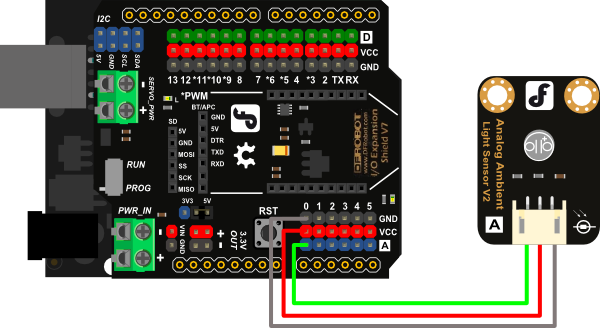 I2C
5V
GND
SCL
SDA
SERVO_PWR
-
+
D
VCC
GND
13 12 *11 *10 *9 8 7 *6 *5 4 *3 2 TX RX
*PWM
L
BT/APC
GND
5V
DTR
TXD
RXD
SD
5V
GND
MOSI
SS
SCK
MISO
RUN
PROG
3V3
5V
PWR_IN
-
+
VIN
GND
-
+
3.3V
OUT
RST
0 1 2 3 4 5
GND
VCC
A
I/O Expansion
Shield V7
DFROBOT
Analog Ambient
Light Sensor V2
A